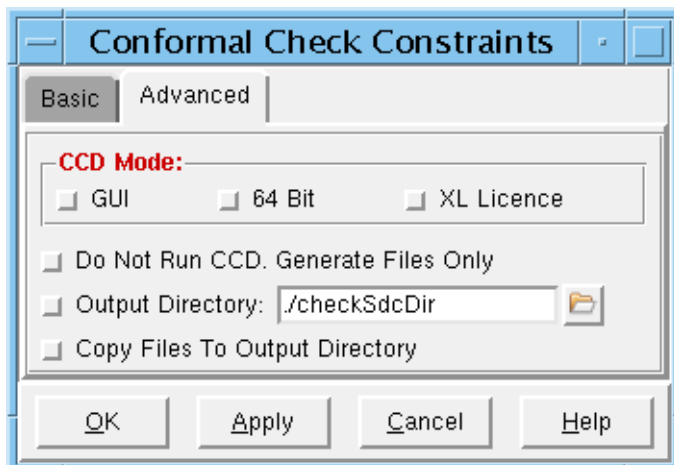 Conformal Check Constraints
Basic Advanced
CCD Mode:
GUI 64 Bit XL Licence
Do Not Run CCD. Generate Files Only
Output Directory: ./checkSdcDir
Copy Files To Output Directory
OK Apply Cancel Help